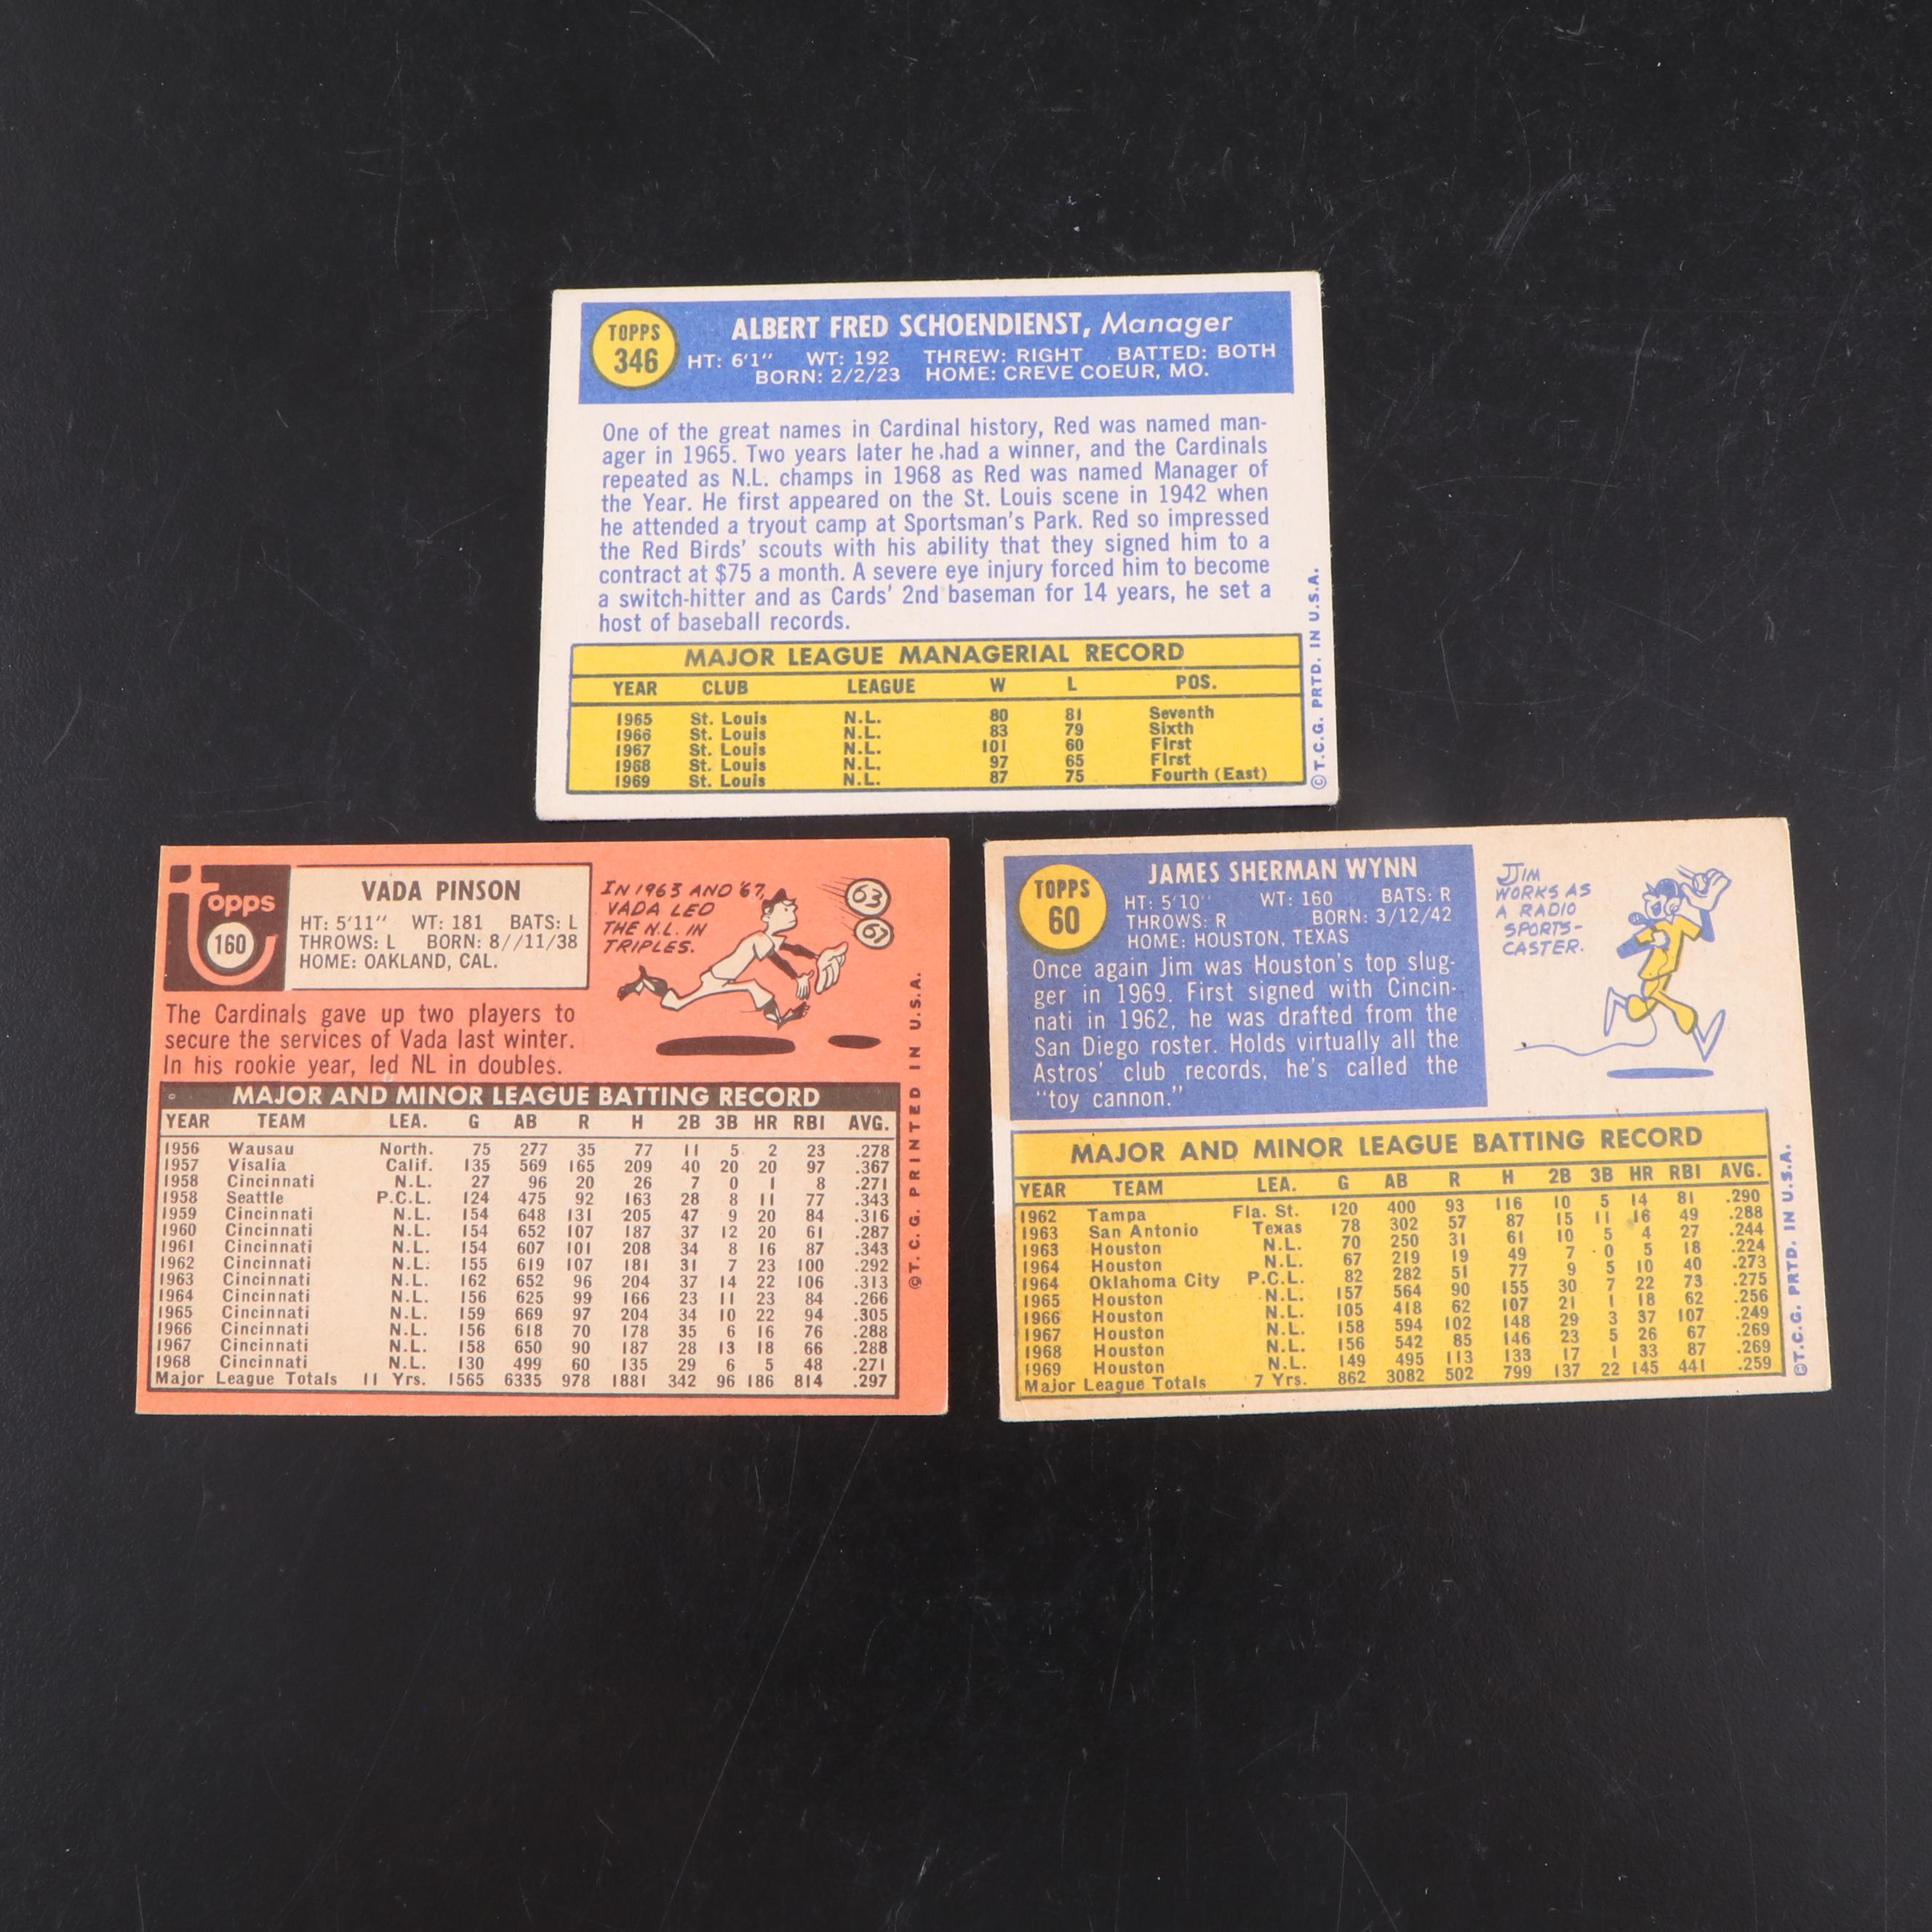 TOPPS
346
ALBERT FRED SCHOENDIENST, Manager
HT: 6'1" WT: 192 THREW: RIGHT BATTED: BOTH
BORN: 2/2/23 HOME: CREVE COEUR, MO.
One of the great names in Cardinal history, Red was named man-
ager in 1965. Two years later he had a winner, and the Cardinals
repeated as N.L. champs in 1968 as Red was named Manager of
the Year. He first appeared on the St. Louis scene in 1942 when
he attended a tryout camp at Sportsman's Park. Red so impressed
the Red Birds' scouts with his ability that they signed him to a
contract at $75 a month. A severe eye injury forced him to become
a switch-hitter and as Cards' 2nd baseman for 14 years, he set a
host of baseball records.
MAJOR LEAGUE MANAGERIAL RECORD
YEAR CLUB LEAGUE W L POS.
1965 St. Louis N.L. 80 81 Seventh
1966 St. Louis N.L. 83 79 Sixth
1967 St. Louis N.L. 101 60 First
1968 St. Louis N.L. 97 65 First
1969 St. Louis N.L. 87 75 Fourth (East)
©T.C.G. PRTD. IN U.S.A.
topps
160
VADA PINSON
HT: 5'11" WT: 181 BATS: L
THROWS: L BORN: 8//11/38
HOME: OAKLAND, CAL.
IN 1963 AND '67,
VADA LED
THE N.L. IN
TRIPLES.
63
67
The Cardinals gave up two players to
secure the services of Vada last winter.
In his rookie year, led NL in doubles.
©
MAJOR AND MINOR LEAGUE BATTING RECORD
YEAR TEAM LEA. G AB R H 2B 3B HR RBI AVG.
1956 Wausau North. 75 277 35 77 11 5 2 23 .278
1957 Visalia Calif. 135 569 165 209 40 20 20 97 .367
1958 Cincinnati N.L. 27 96 20 26 7 0 1 8 .271
1958 Seattle P.C.L. 124 475 92 163 28 8 11 77 .343
1959 Cincinnati N.L. 154 648 131 205 47 9 20 84 .316
1960 Cincinnati N.L. 154 652 107 187 37 12 20 61 .287
1961 Cincinnati N.L. 154 607 101 208 34 8 16 87 .343
1962 Cincinnati N.L. 155 619 107 181 31 7 23 100 .292
1963 Cincinnati N.L. 162 652 96 204 37 14 22 106 .313
1964 Cincinnati N.L. 156 625 99 166 23 11 23 84 .266
1965 Cincinnati N.L. 159 669 97 204 34 10 22 94 .305
1966 Cincinnati N.L. 156 618 70 178 35 6 16 76 .288
1967 Cincinnati N.L. 158 650 90 187 28 13 18 66 .288
1968 Cincinnati N.L. 130 499 60 135 29 6 5 48 .271
Major League Totals 11 Yrs. 1565 6335 978 1881 342 96 186 814 .297
©T.C.G. PRINTED IN U.S.A.
TOPPS
60
JAMES SHERMAN WYNN
HT: 5'10" WT: 160 BATS: R
THROWS: R BORN: 3/12/42
HOME: HOUSTON, TEXAS
Once again Jim was Houston's top slug-
ger in 1969. First signed with Cincin-
nati in 1962, he was drafted from the
San Diego roster. Holds virtually all the
Astros' club records, he's called the
"toy cannon."
JIM
WORKS AS
A RADIO
SPORTS-
CASTER.
MAJOR AND MINOR LEAGUE BATTING RECORD
YEAR TEAM LEA. G AB R H 2B 3B HR RBI AVG.
1962 Tampa Fla. St. 120 400 93 116 10 5 14 81 .290
1963 San Antonio Texas 78 302 57 87 15 11 16 49 .288
1963 Houston N.L. 70 250 31 61 10 5 4 27 .244
1964 Houston N.L. 67 219 19 49 7 0 5 18 .224
1964 Oklahoma City P.C.L. 82 282 51 77 9 5 10 40 .273
1965 Houston N.L. 157 564 90 155 30 7 22 73 .275
1966 Houston N.L. 105 418 62 107 21 1 18 62 .256
1967 Houston N.L. 158 594 102 148 29 3 37 107 .249
1968 Houston N.L. 156 542 85 146 23 5 26 67 .269
1969 Houston N.L. 149 495 113 133 17 1 33 87 .269
Major League Totals 7 Yrs. 862 3082 502 799 137 22 145 441 .259
©T.C.G. PRTD. IN U.S.A.